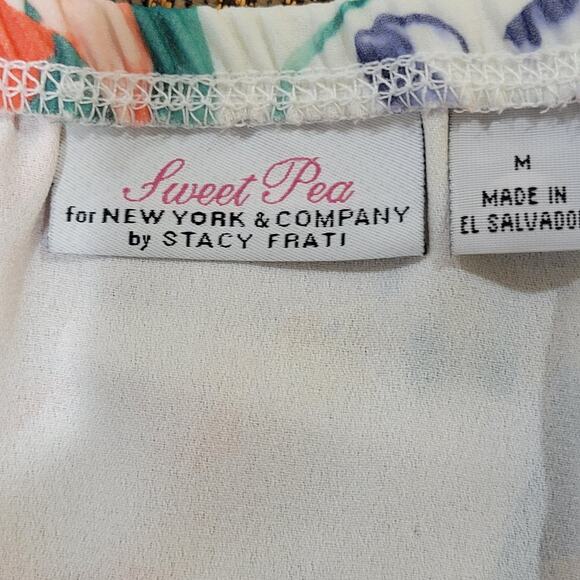 Sweet Pea
for NEW YORK & COMPANY
by STACY FRATI
M
MADE IN
EL SALVADOR